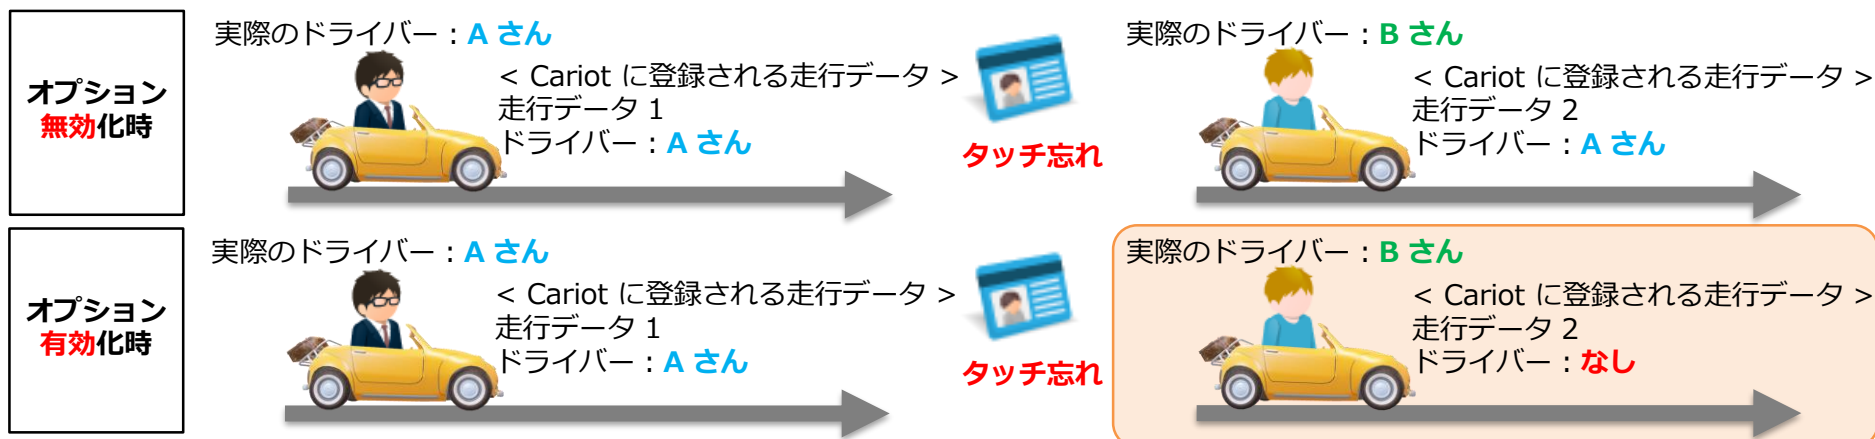 オプション
無効化時
実際のドライバー：A さん
< Cariot に登録される走行データ >
走行データ 1
ドライバー：A さん
タッチ忘れ
実際のドライバー：B さん
< Cariot に登録される走行データ >
走行データ 2
ドライバー：A さん
オプション
有効化時
実際のドライバー：A さん
< Cariot に登録される走行データ >
走行データ 1
ドライバー：A さん
タッチ忘れ
実際のドライバー：B さん
< Cariot に登録される走行データ >
走行データ 2
ドライバー：なし